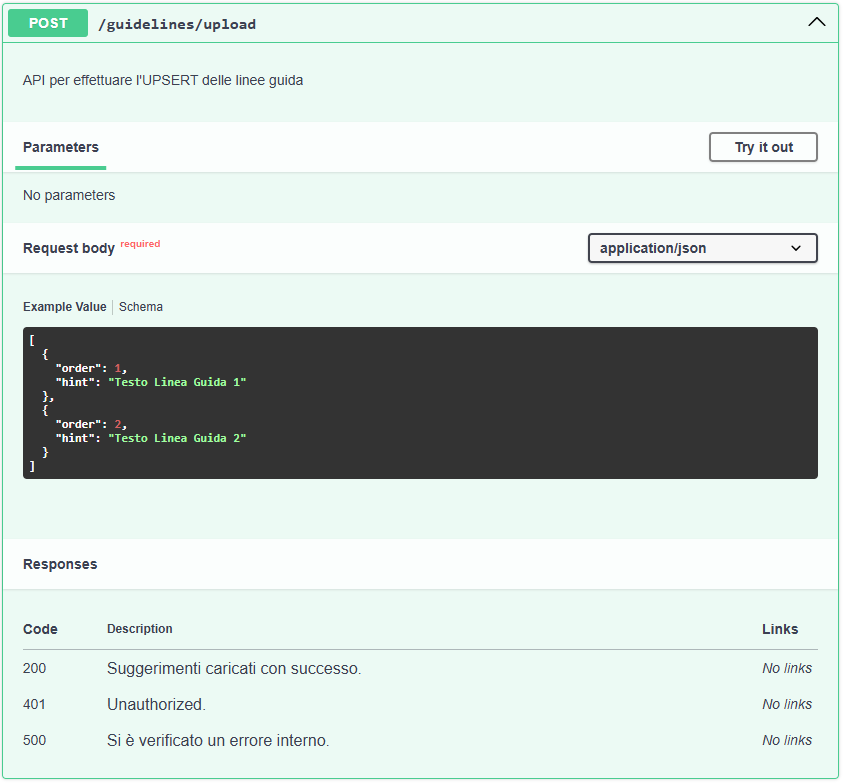 POST /guidelines/upload
API per effettuare l'UPSERT delle linee guida
Parameters
Try it out
No parameters
Request body required
application/json
Example Value Schema
[
  {
    "order": 1,
    "hint": "Testo Linea Guida 1"
  },
  {
    "order": 2,
    "hint": "Testo Linea Guida 2"
  }
]
Responses
Code Description Links
200 Suggerimenti caricati con successo. No links
401 Unauthorized. No links
500 Si è verificato un errore interno. No links